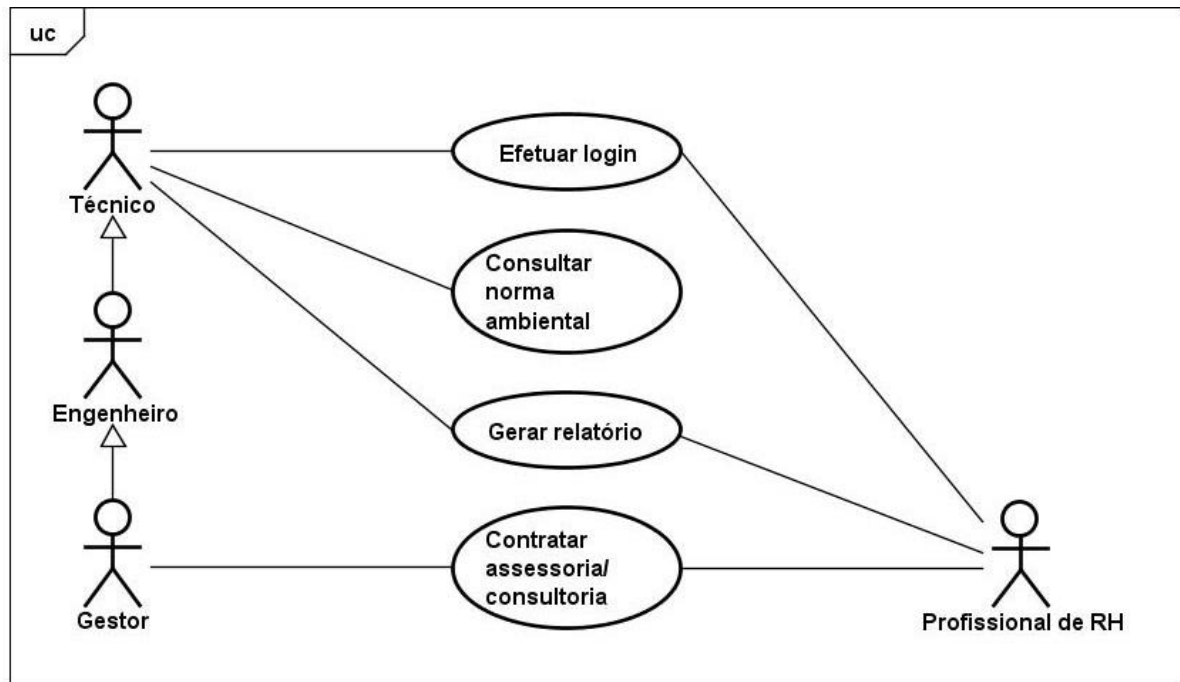 uc
Técnico
Engenheiro
Gestor
Efetuar login
Consultar
norma
ambiental
Gerar relatório
Contratar
assessoria/
consultoria
Profissional de RH